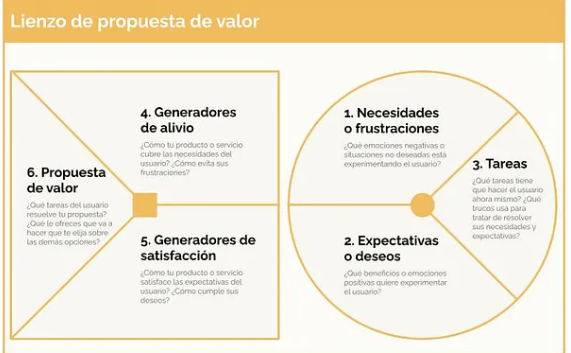 Lienzo de propuesta de valor
4. Generadores
de alivio
¿Cómo tu producto o servicio
cubre las necesidades del
usuario? ¿Cómo evita sus
frustraciones?
6. Propuesta
de valor
¿Qué tareas del usuario
resuelve tu propuesta?
¿Qué le ofreces que va a
hacer que te elija sobre
las demás opciones?
5. Generadores de
satisfacción
¿Cómo tu producto o servicio
satisface las expectativas del
usuario? ¿Cómo cumple sus
deseos?
1. Necesidades
o frustraciones
¿Qué emociones negativas o
situaciones no deseadas está
experimentando el usuario?
3. Tareas
¿Qué tareas tiene
que hacer el usuario
ahora mismo? ¿Qué
trucos usa para
tratar de resolver
sus necesidades y
expectativas?
2. Expectativas
o deseos
¿Qué beneficios o emociones
positivas quiere experimentar
el usuario?